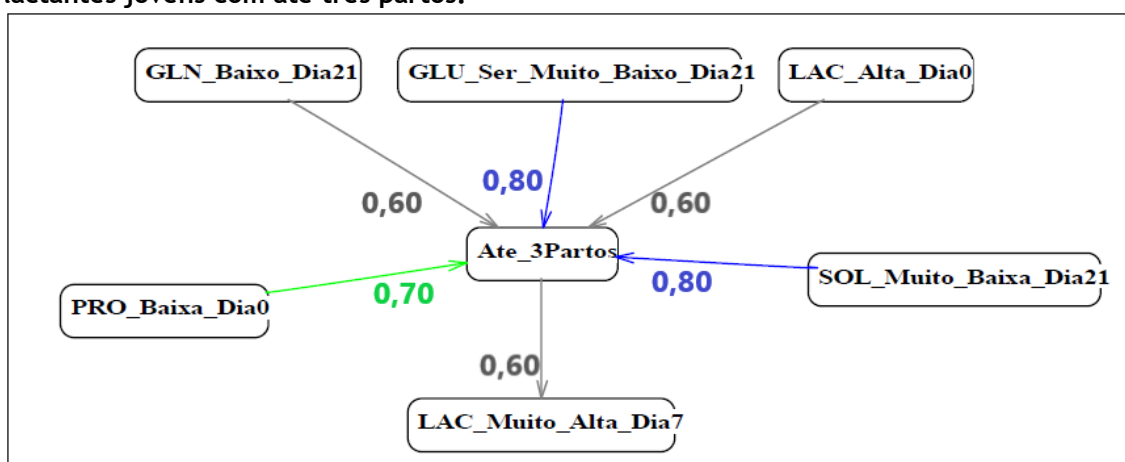 lactantes jovens com até três partos.
GLN_Baixo_Dia21
GLU_Ser_Muito_Baixo_Dia21
LAC_Alta_Dia0
0,80
0,60
0,60
Ate_3Partos
SOL_Muito_Baixa_Dia21
0,80
0,70
PRO_Baixa_Dia0
0,60
LAC_Muito_Alta_Dia7